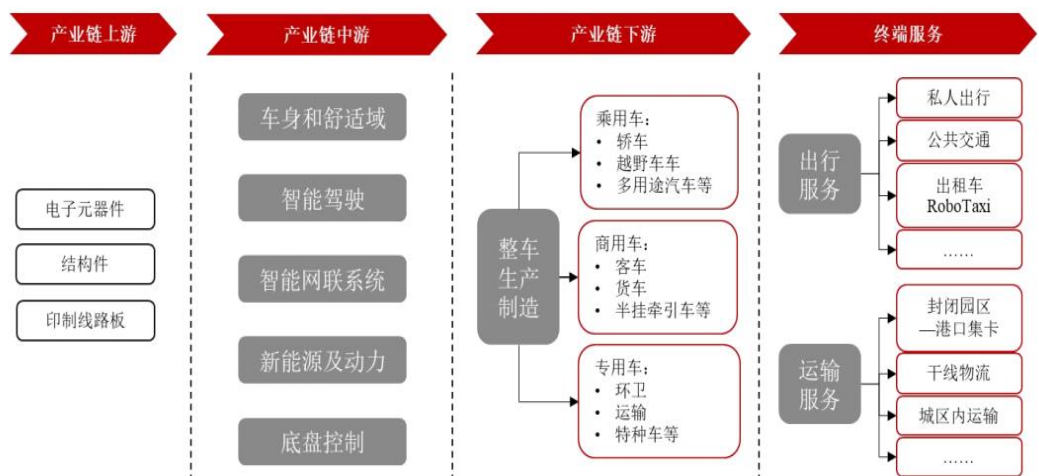 产业链上游
产业链中游
产业链下游
终端服务
电子元器件
结构件
印制线路板
车身和舒适域
智能驾驶
智能网联系统
新能源及动力
底盘控制
整车
生产
制造
乘用车:
• 轿车
• 越野车车
• 多用途汽车等
商用车:
• 客车
• 货车
• 半挂牵引车等
专用车:
• 环卫
• 运输
• 特种车等
出行
服务
私人出行
公共交通
出租车
RoboTaxi
……
运输
服务
封闭园区
—港口集卡
干线物流
城区内运输
……